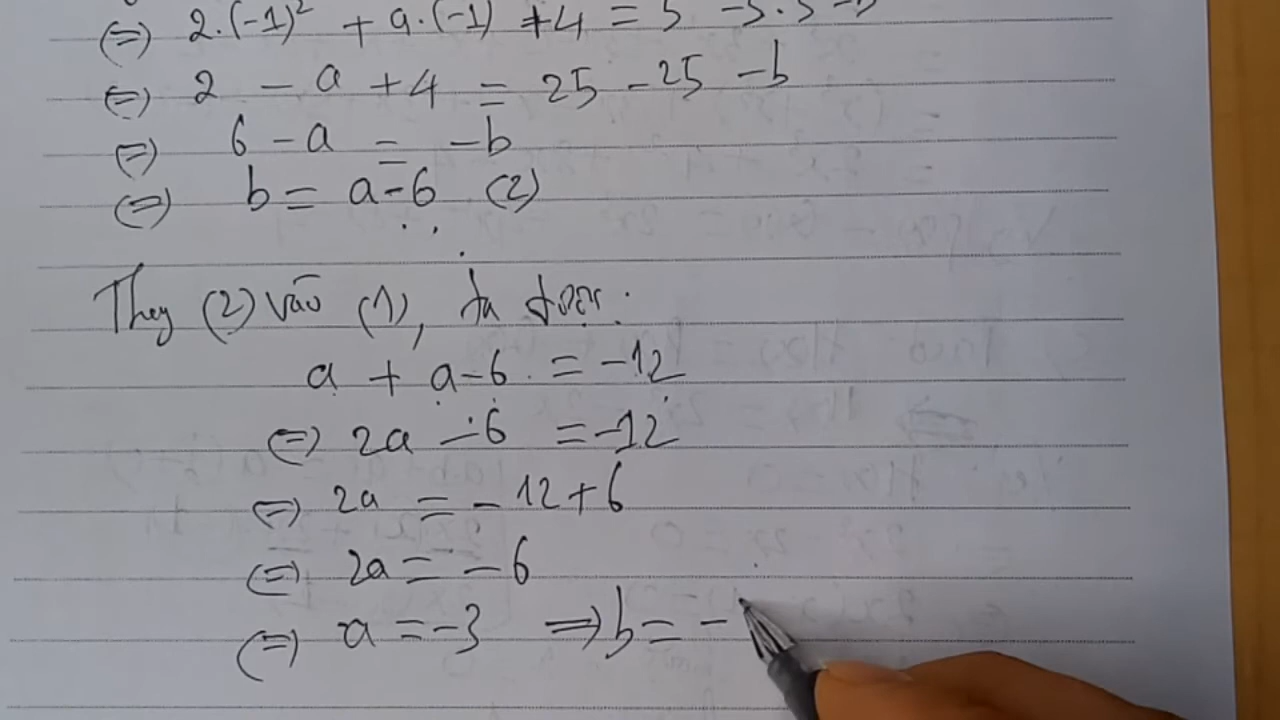 (=) 2.(-1)² + a.(-1) + 4 = 5 - 5.5 - b
(=) 2 - a + 4 = 25 - 25 - b
(=) 6 - a = -b
(=) b = a - 6 (2)
Thay (2) vào (1), ta được:
a + a - 6 = -12
(=) 2a - 6 = -12
(=) 2a = -12 + 6
(=) 2a = -6
(=) a = -3 => b = -